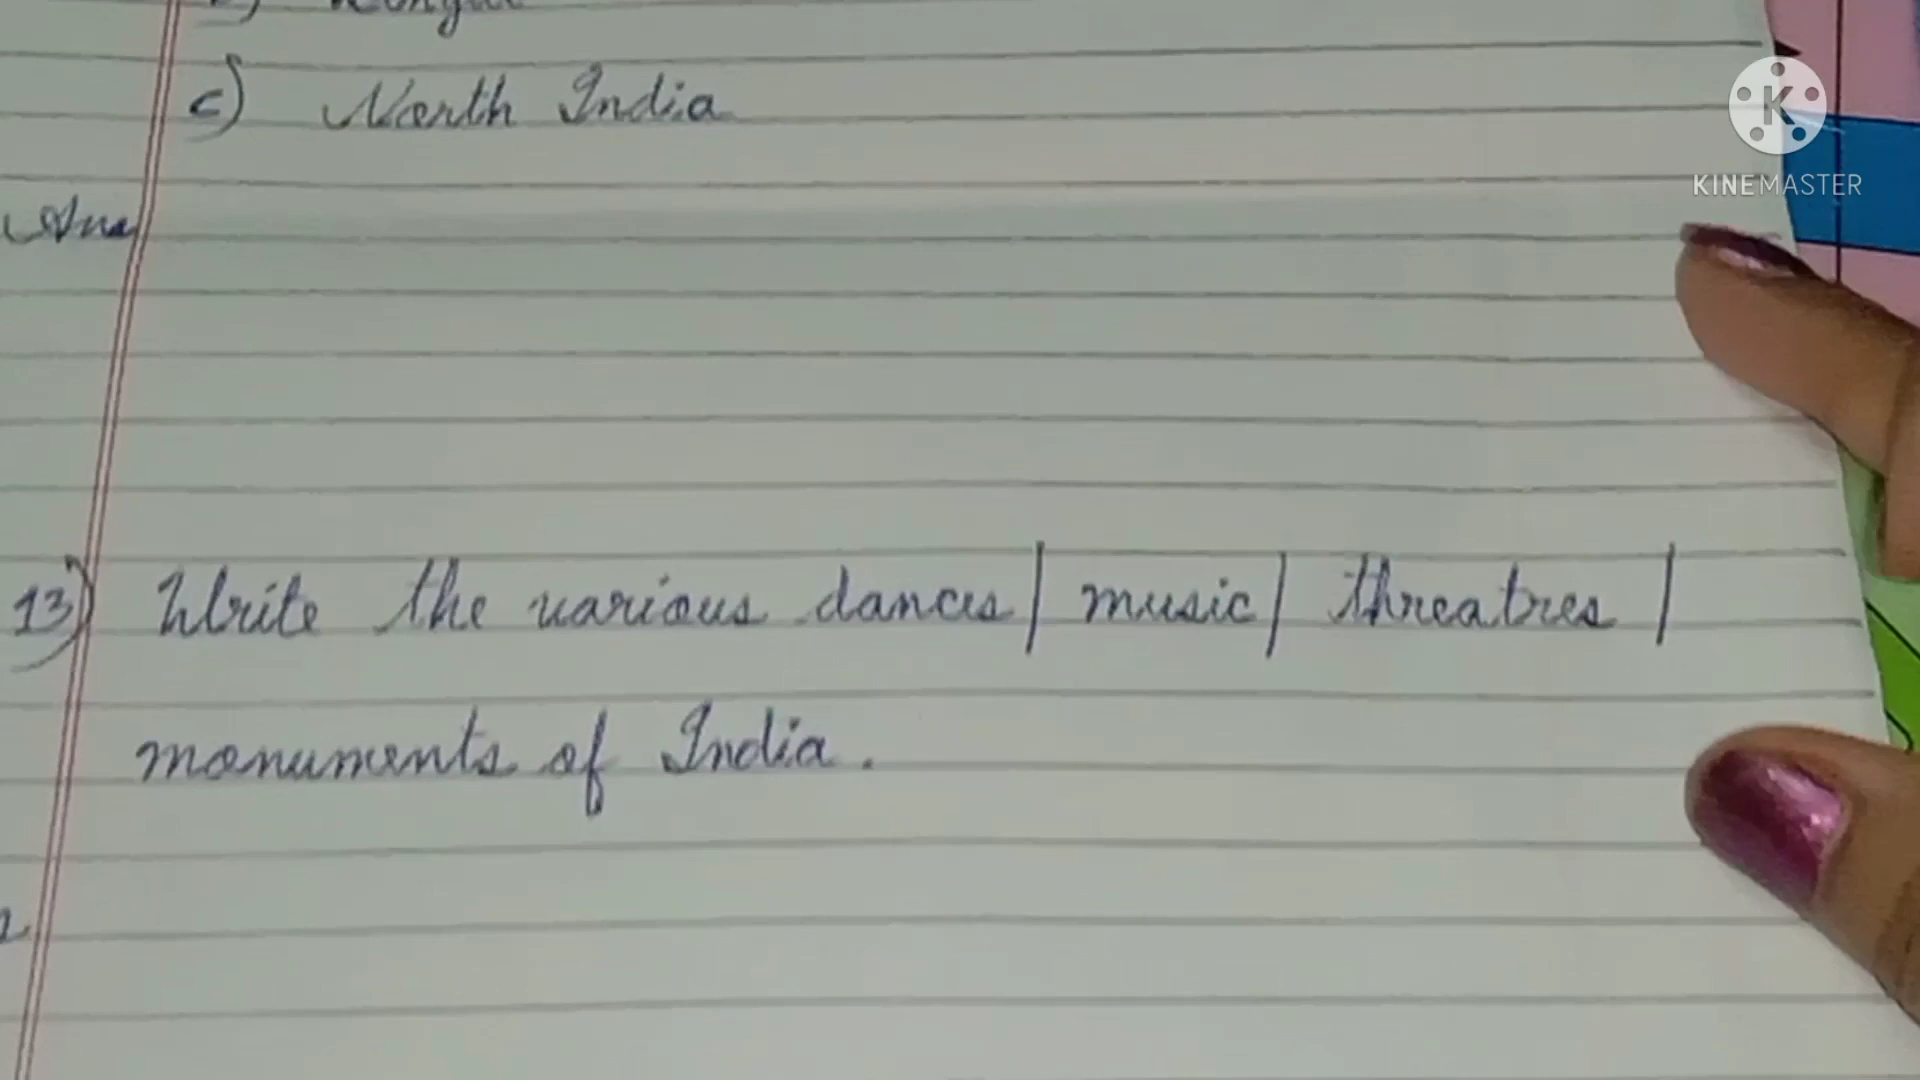 c) North India
Ans
13) Write the various dances | music | threatres |
monuments of India.
KINEMASTER